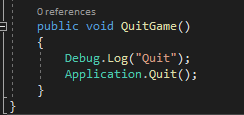 0 references
public void QuitGame()
{
Debug.Log("Quit");
Application.Quit();
}
}